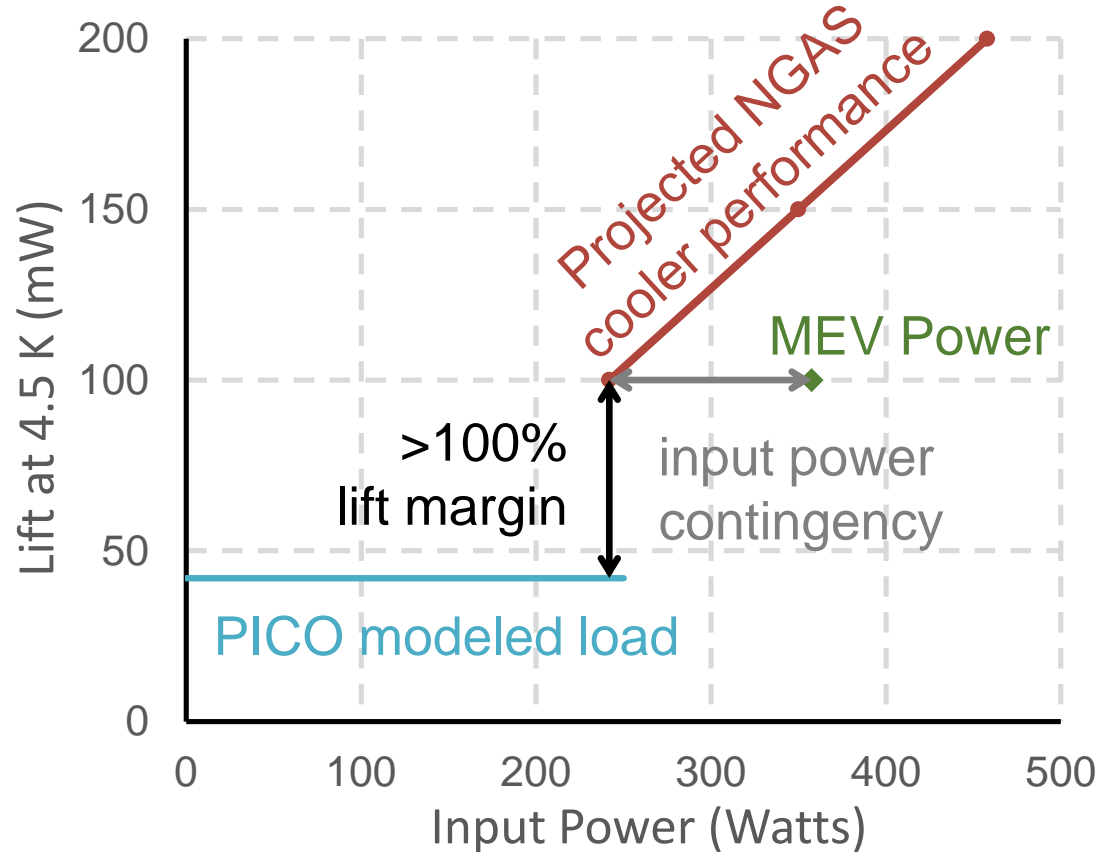 Lift at 4.5 K (mW)
200
150
100
50
0
Projected NGAS
cooler performance
MEV Power
>100%
lift margin
input power
contingency
PICO modeled load
0 100 200 300 400 500
Input Power (Watts)